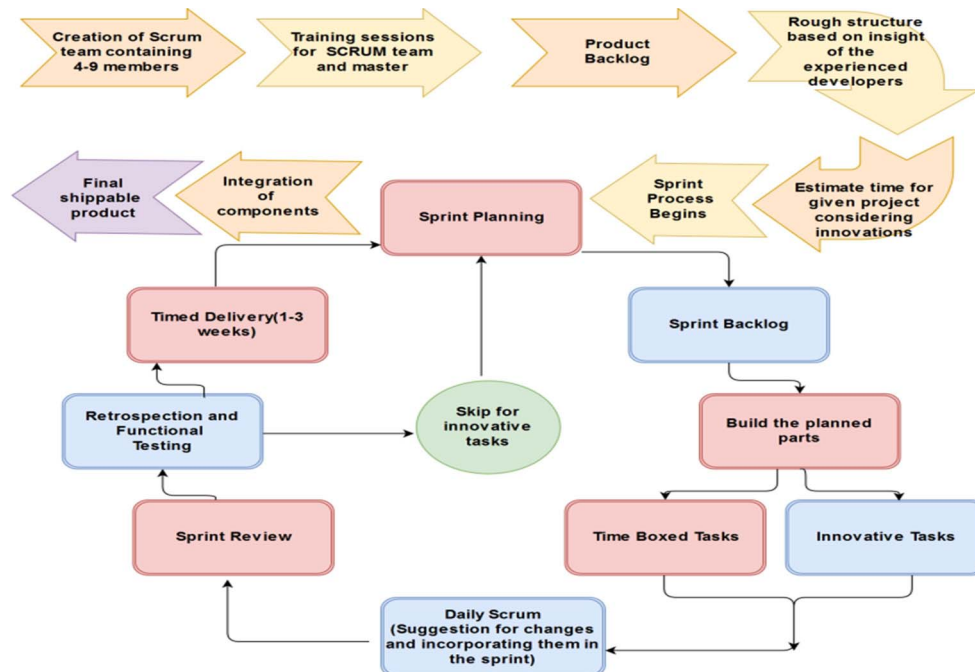 Creation of Scrum
team containing
4-9 members
Training sessions
for SCRUM team
and master
Product
Backlog
Rough structure
based on insight
of the
experienced
developers
Final
shippable
product
Integration
of
components
Sprint Planning
Sprint
Process
Begins
Estimate time for
given project
considering
innovations
Timed Delivery(1-3
weeks)
Sprint Backlog
Retrospection and
Functional
Testing
Skip for
innovative
tasks
Build the planned
parts
Sprint Review
Time Boxed Tasks
Innovative Tasks
Daily Scrum
(Suggestion for changes
and incorporating them in
the sprint)